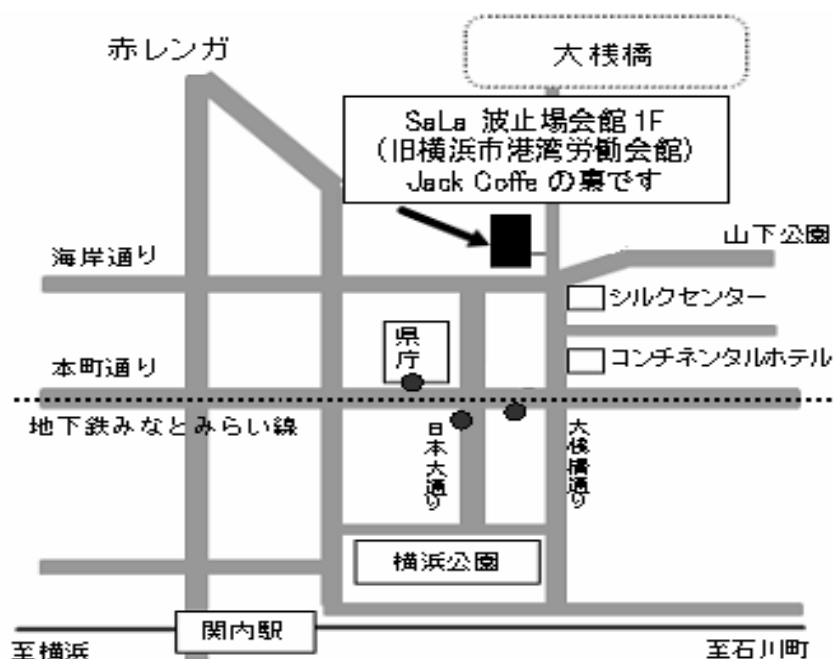 赤レンガ
大桟橋
SaLa 波止場会館 1F
(旧横浜市港湾労働会館)
Jack Coffe の裏です
山下公園
海岸通り
シルクセンター
県庁
コンチネンタルホテル
本町通り
地下鉄みなとみらい線
日本大通り
大桟橋通り
横浜公園
関内駅
至横浜
至石川町